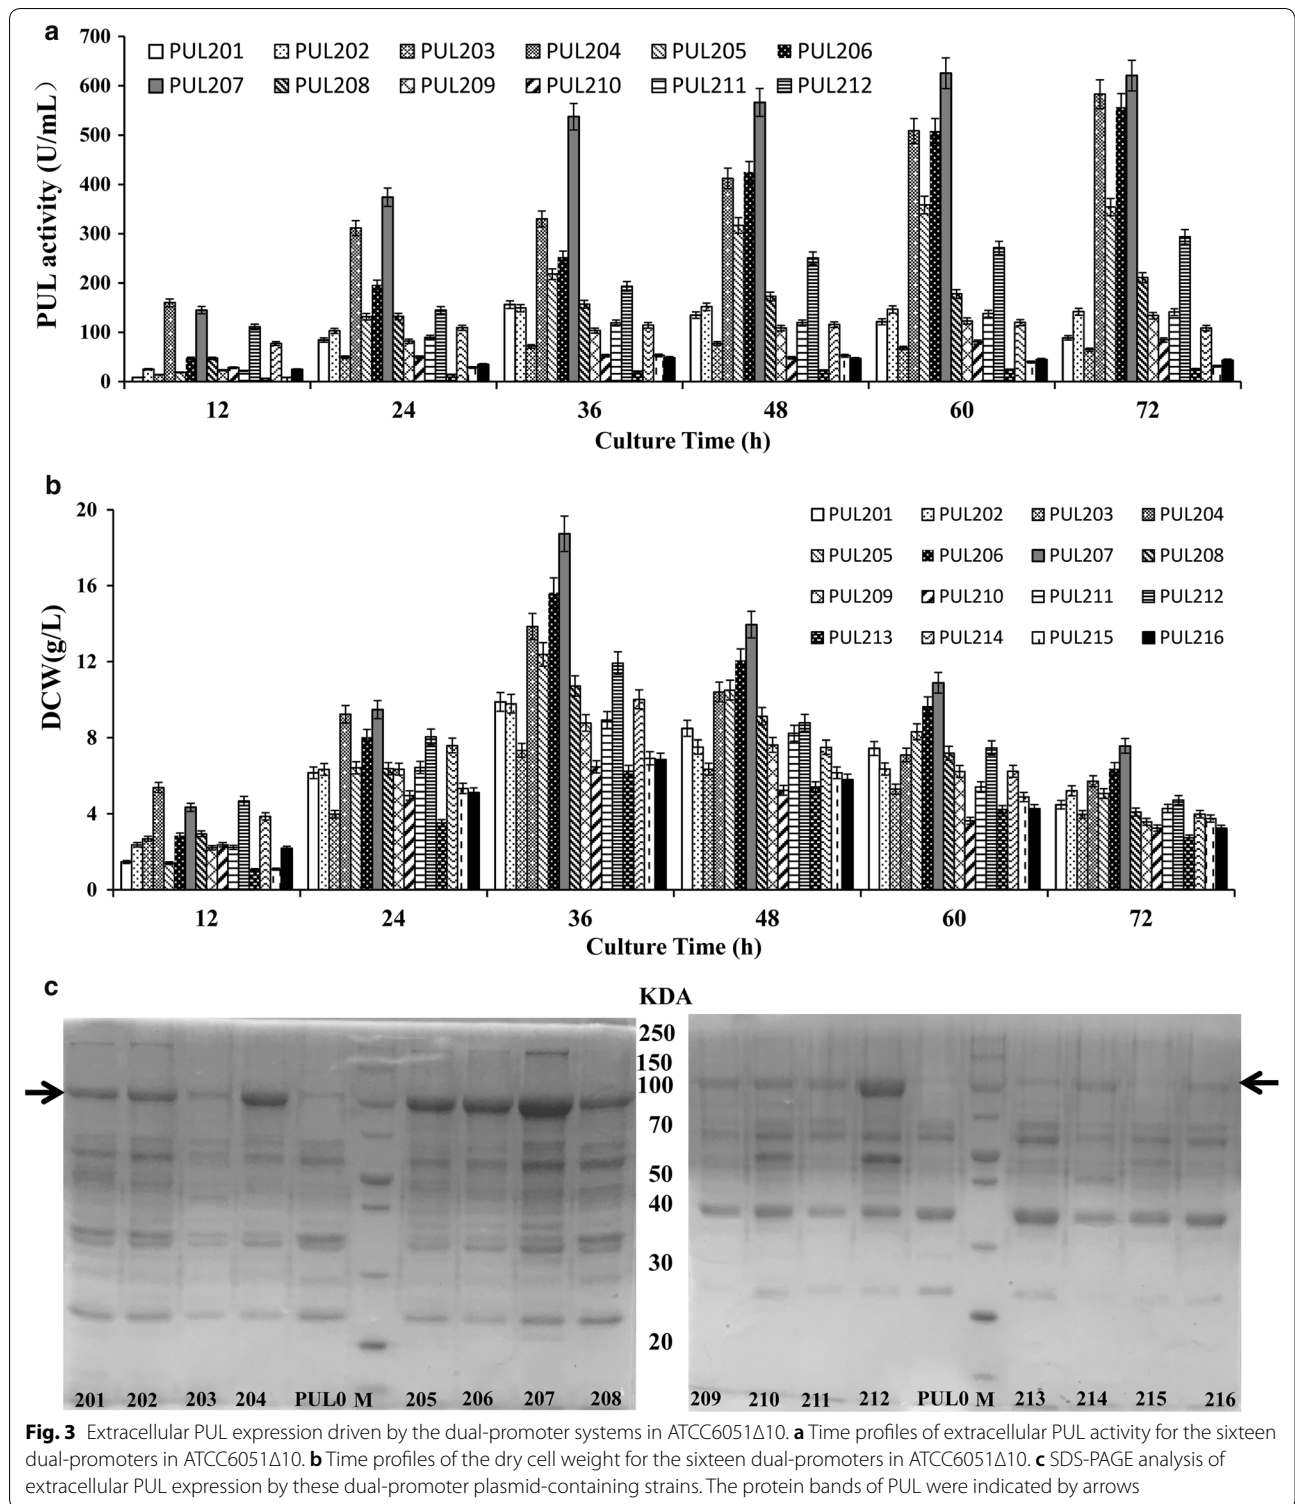 a
700
600
500
400
300
200
100
0
PUL activity (U/mL)
PUL201 PUL202 PUL203 PUL204 PUL205 PUL206
PUL207 PUL208 PUL209 PUL210 PUL211 PUL212
12 24 36 48 60 72
Culture Time (h)
b
20
16
12
8
4
0
DCW(g/L)
PUL201 PUL202 PUL203 PUL204
PUL205 PUL206 PUL207 PUL208
PUL209 PUL210 PUL211 PUL212
PUL213 PUL214 PUL215 PUL216
12 24 36 48 60 72
Culture Time (h)
c
KDA
250
150
100
70
50
40
30
20
201 202 203 204 PUL0 M 205 206 207 208
209 210 211 212 PUL0 M 213 214 215 216
Fig. 3 Extracellular PUL expression driven by the dual-promoter systems in ATCC6051Δ10. a Time profiles of extracellular PUL activity for the sixteen
dual-promoters in ATCC6051Δ10. b Time profiles of the dry cell weight for the sixteen dual-promoters in ATCC6051Δ10. c SDS-PAGE analysis of
extracellular PUL expression by these dual-promoter plasmid-containing strains. The protein bands of PUL were indicated by arrows